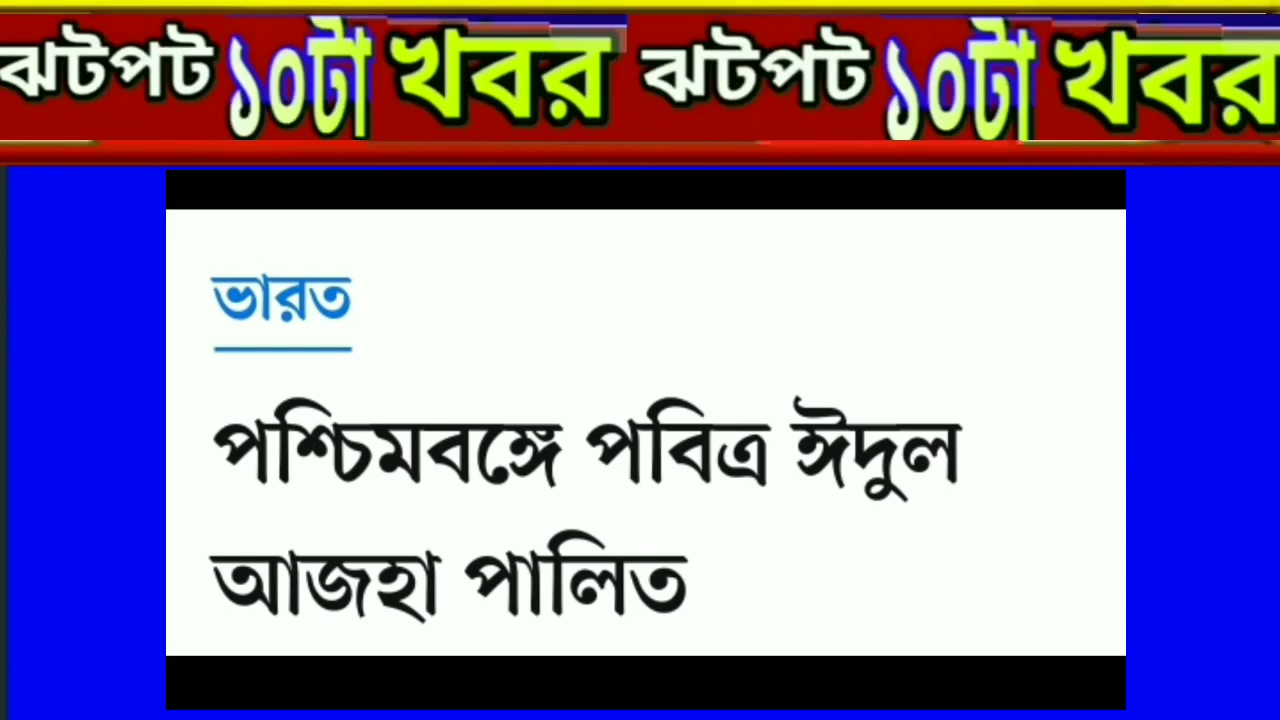 ঝটপট ১০টা খবর ঝটপট ১০টা খবর
ভারত
পশ্চিমবঙ্গে পবিত্র ঈদুল
আজহা পালিত